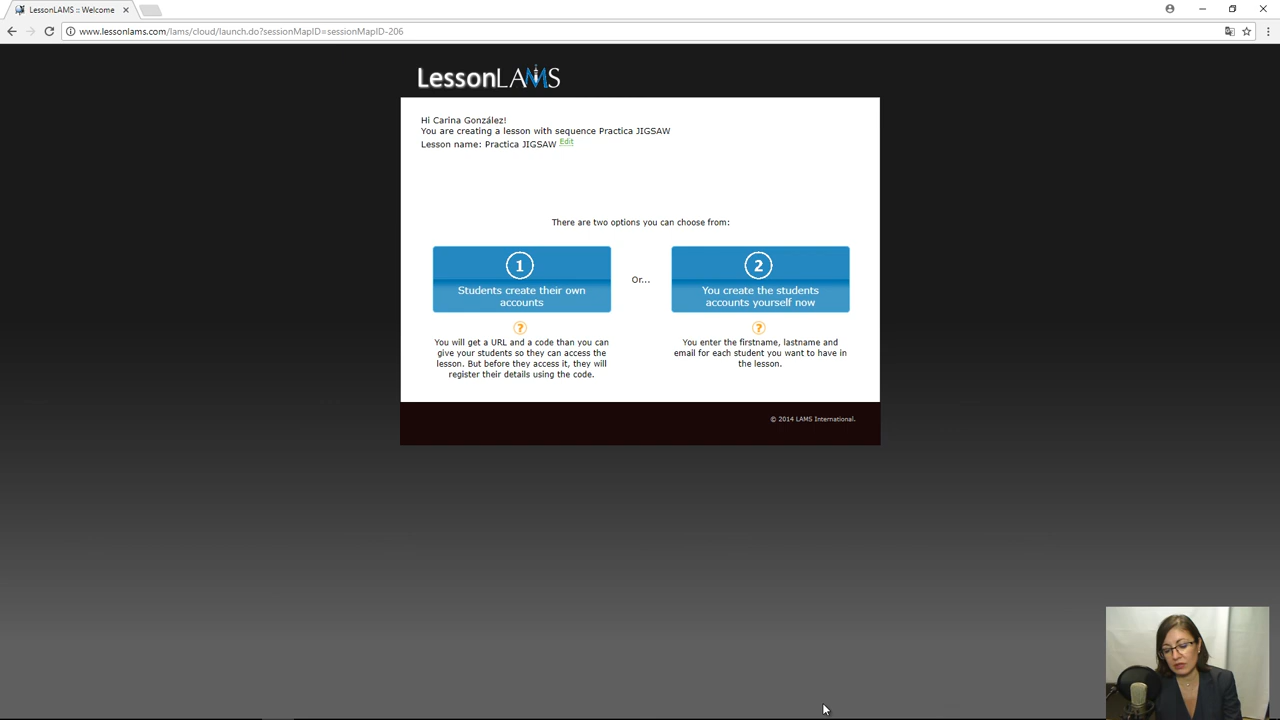 LessonLAMS :: Welcome
www.lessonlams.com/lams/cloud/launch.do?sessionMapID=sessionMapID-206
LessonLAMS
Hi Carina González!
You are creating a lesson with sequence Practica JIGSAW
Lesson name: Practica JIGSAW Edit
There are two options you can choose from:
1
Students create their own
accounts
Or...
2
You create the students
accounts yourself now
?
You will get a URL and a code than you can
give your students so they can access the
lesson. But before they access it, they will
register their details using the code.
?
You enter the firstname, lastname and
email for each student you want to have in
the lesson.
© 2014 LAMS International.